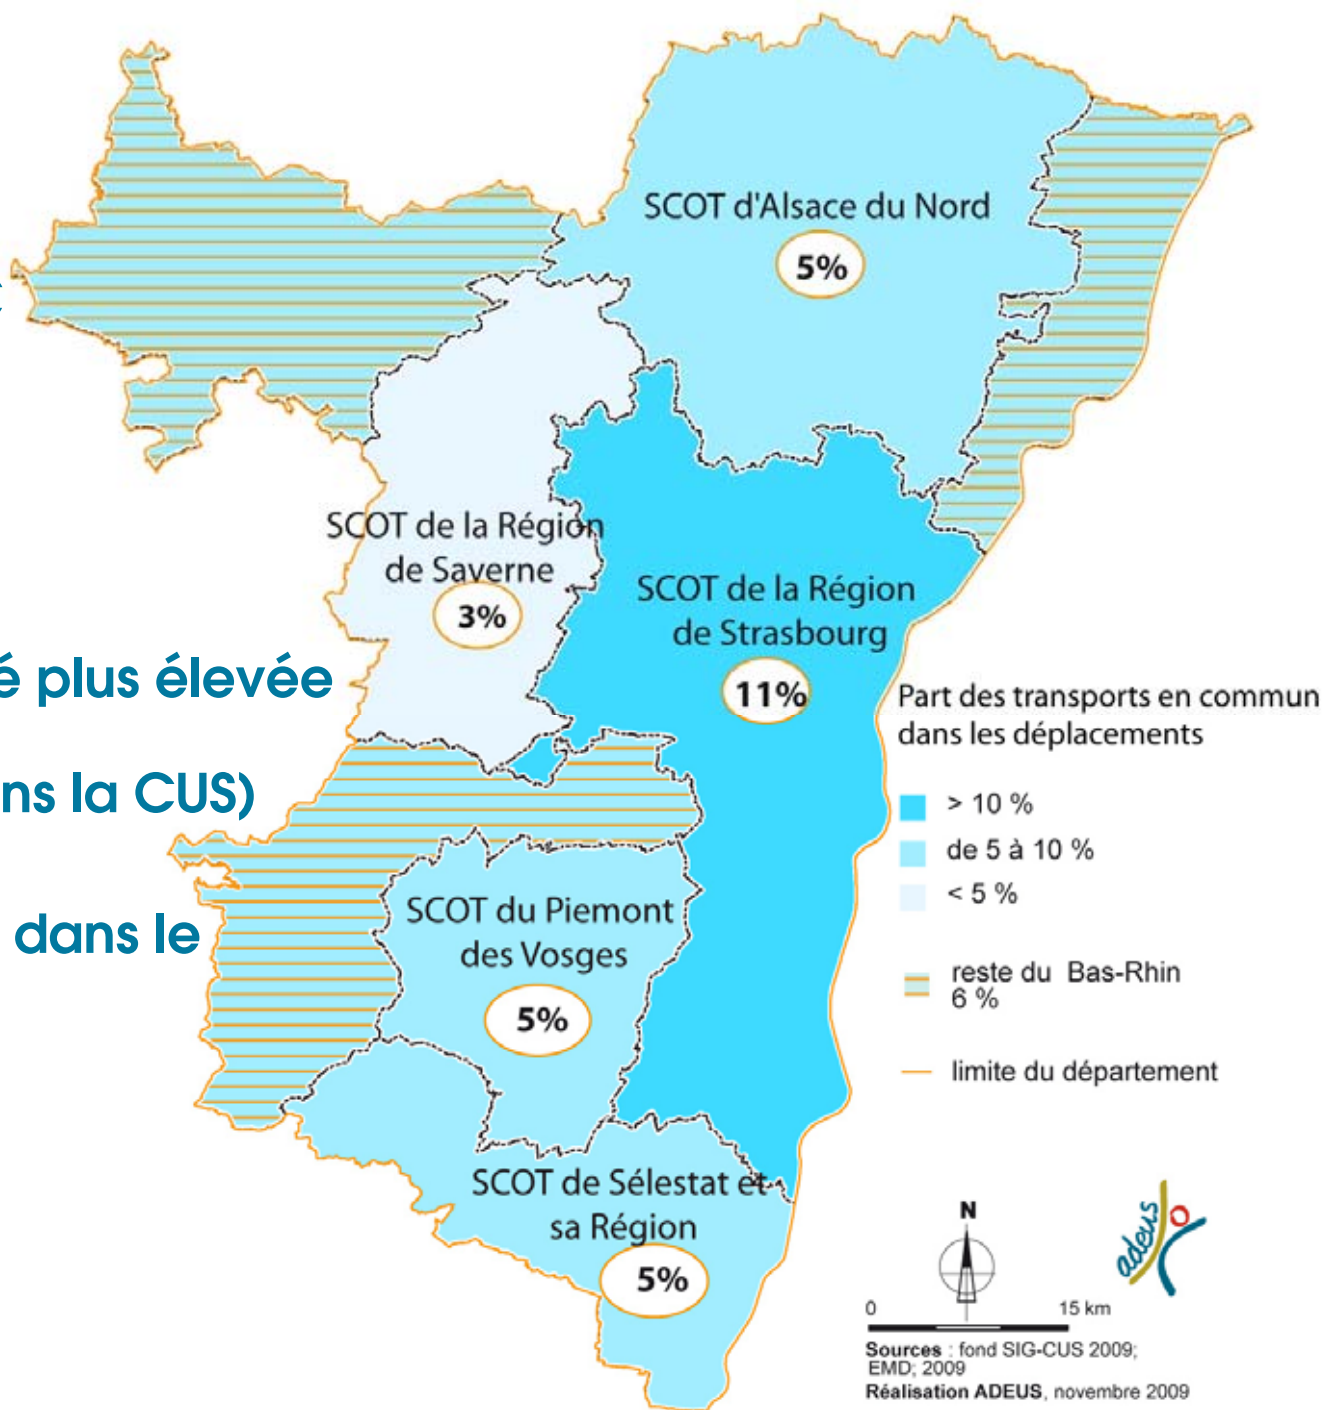 SCOT d'Alsace du Nord
5%
SCOT de la Région
de Saverne
3%
SCOT de la Région
de Strasbourg
11%
é plus élevée
ns la CUS)
dans le
SCOT du Piemont
des Vosges
5%
SCOT de Sélestat et
sa Région
5%
Part des transports en commun
dans les déplacements
> 10 %
de 5 à 10 %
< 5 %
reste du Bas-Rhin
6 %
limite du département
N
adeus
0 15 km
Sources : fond SIG-CUS 2009;
EMD; 2009
Réalisation ADEUS, novembre 2009